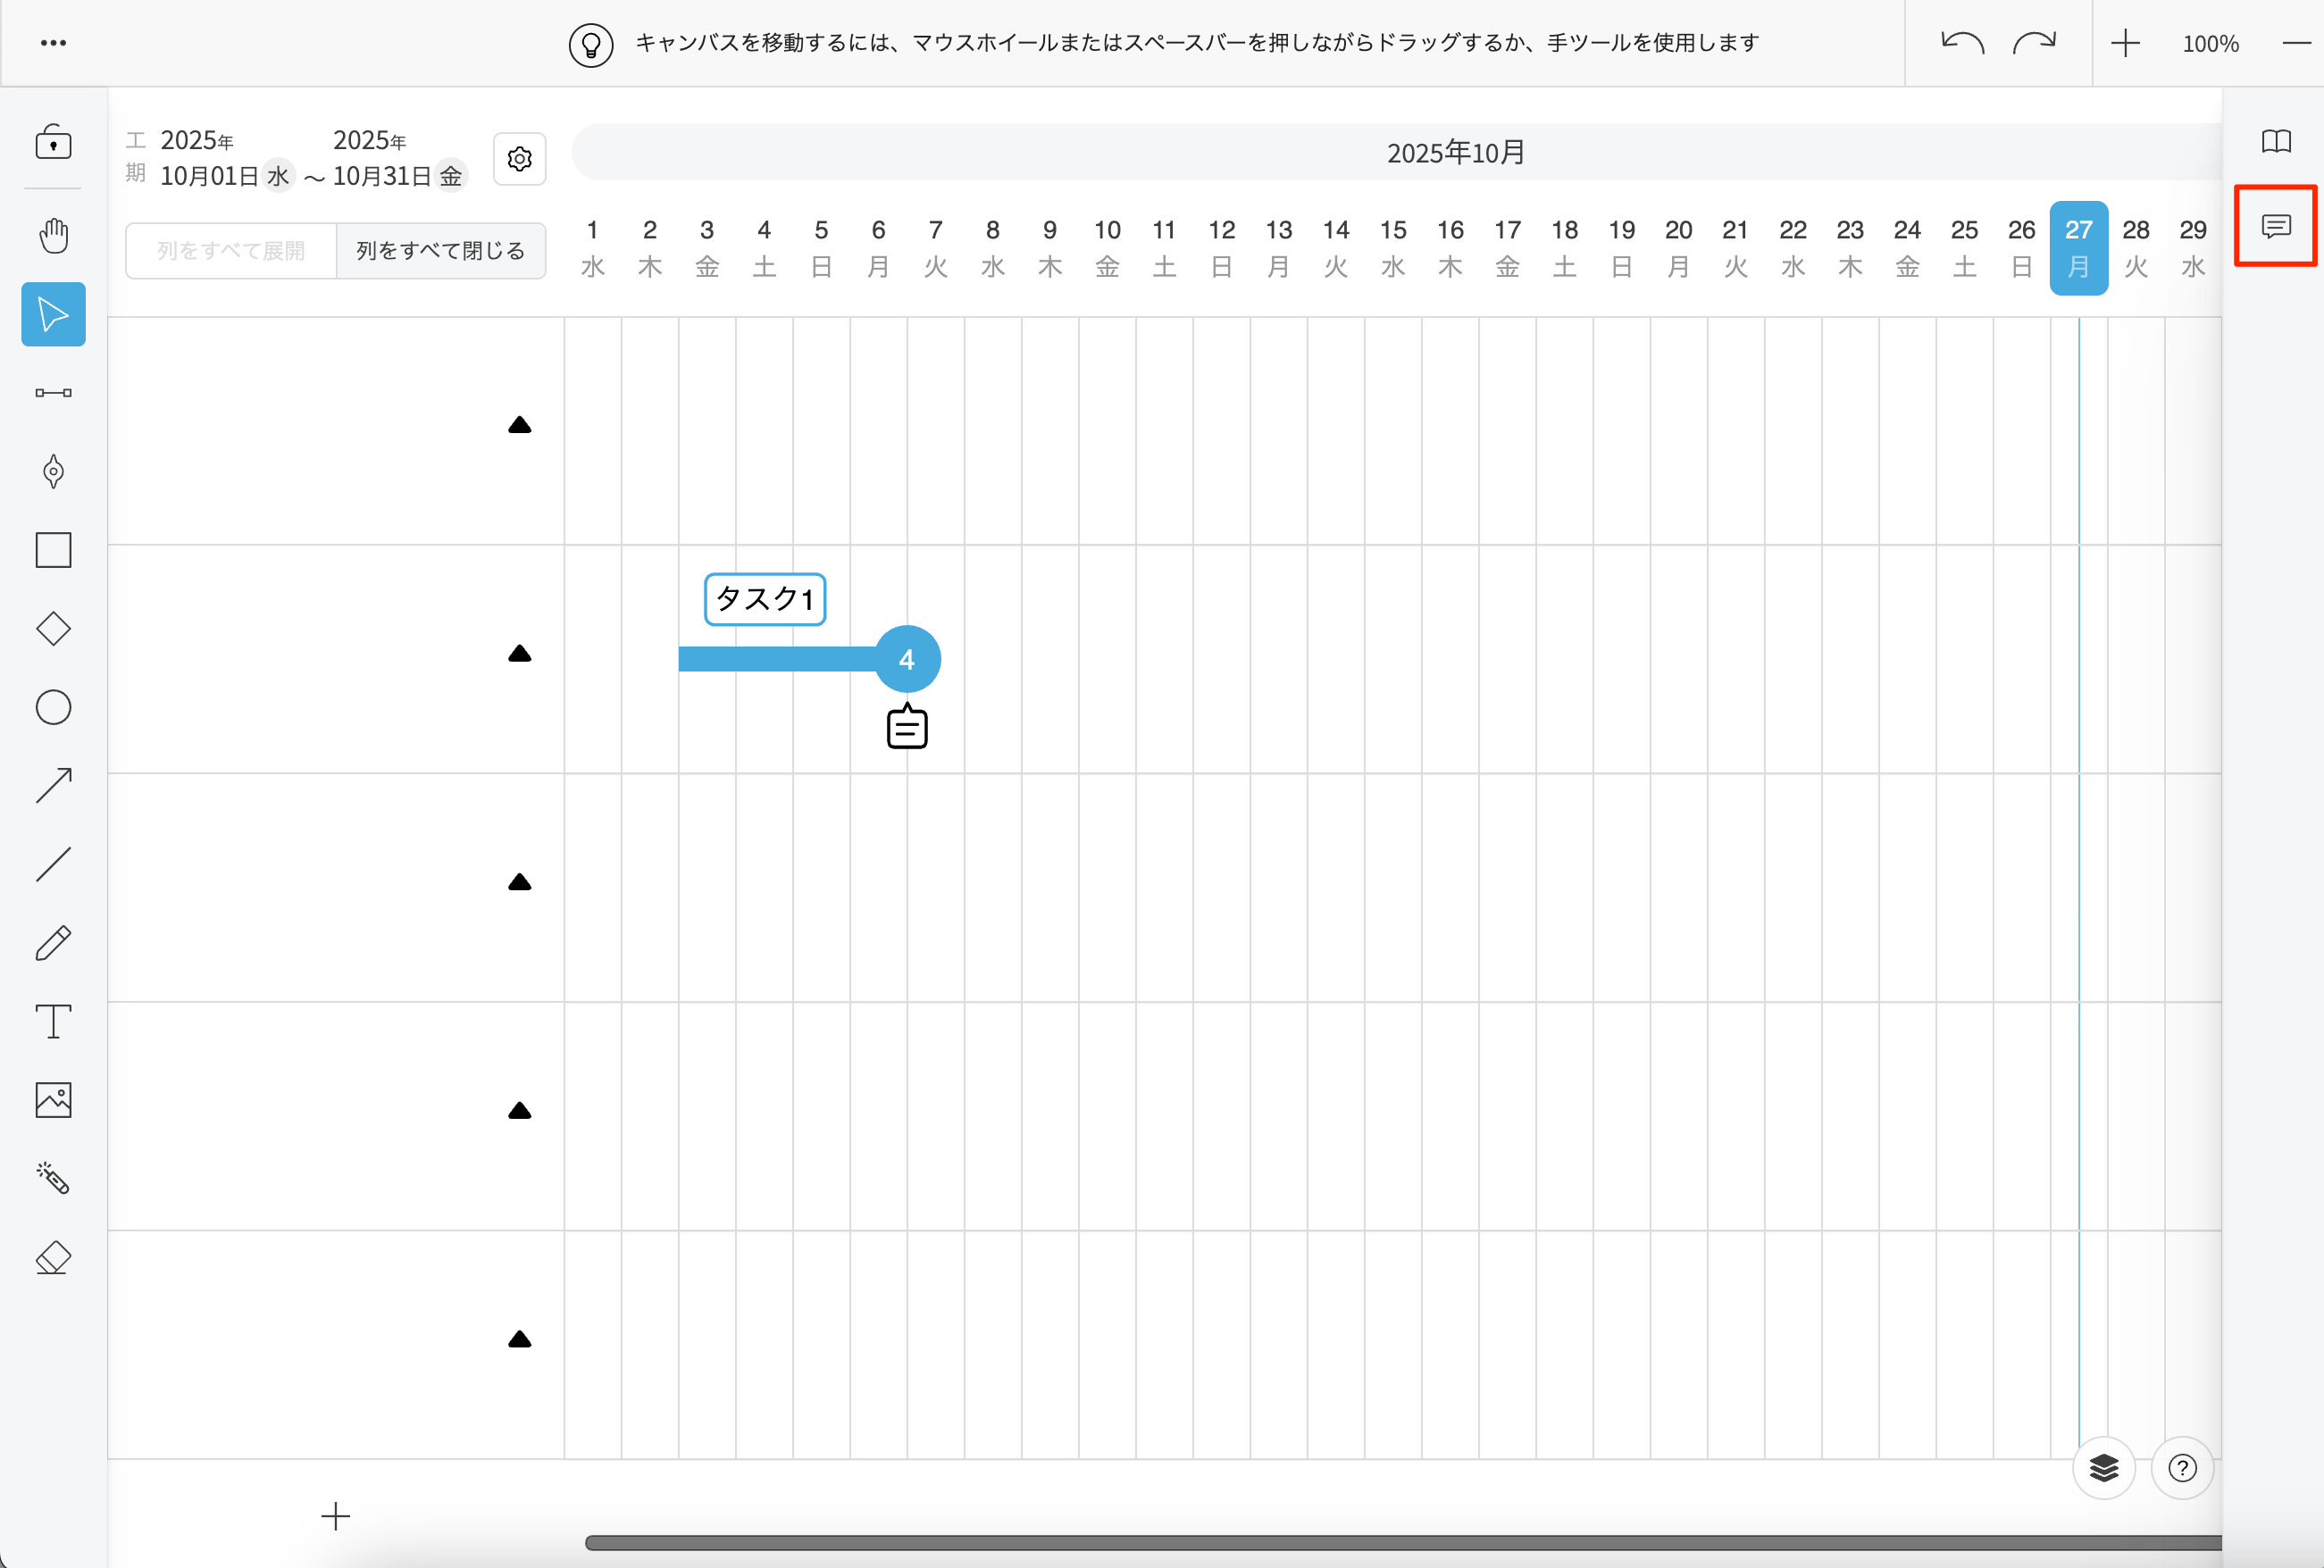 キャンバスを移動するには、マウスホイールまたはスペースバーを押しながらドラッグするか、手ツールを使用します
100%
工期
2025年 2025年
10月01日 水 ~ 10月31日 金
2025年10月
列をすべて展開 列をすべて閉じる
1 2 3 4 5 6 7 8 9 10 11 12 13 14 15 16 17 18 19 20 21 22 23 24 25 26 27 28 29
水 木 金 土 日 月 火 水 木 金 土 日 月 火 水 木 金 土 日 月 火 水 木 金 土 日 月 火 水
タスク1
4
?